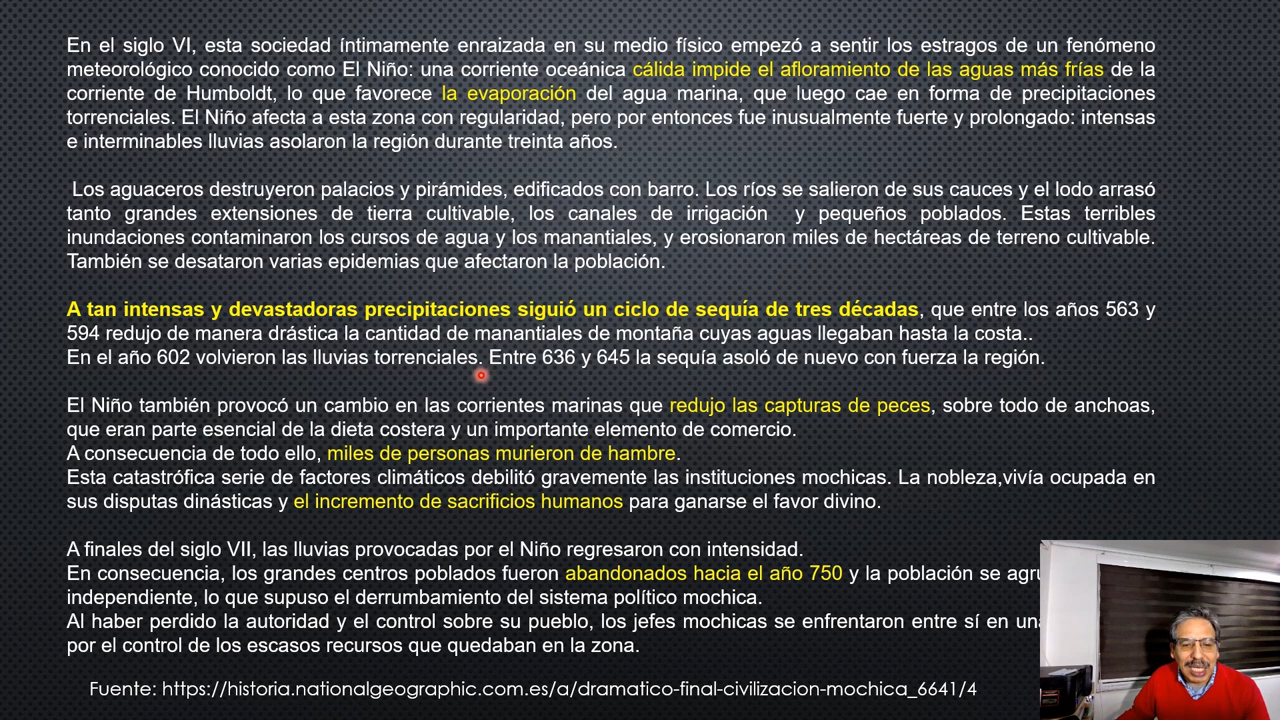 En el siglo VI, esta sociedad íntimamente enraizada en su medio físico empezó a sentir los estragos de un fenómeno
meteorológico conocido como El Niño: una corriente oceánica cálida impide el afloramiento de las aguas más frías de la
corriente de Humboldt, lo que favorece la evaporación del agua marina, que luego cae en forma de precipitaciones
torrenciales. El Niño afecta a esta zona con regularidad, pero por entonces fue inusualmente fuerte y prolongado: intensas
e interminables lluvias asolaron la región durante treinta años.
Los aguaceros destruyeron palacios y pirámides, edificados con barro. Los ríos se salieron de sus cauces y el lodo arrasó
tanto grandes extensiones de tierra cultivable, los canales de irrigación y pequeños poblados. Estas terribles
inundaciones contaminaron los cursos de agua y los manantiales, y erosionaron miles de hectáreas de terreno cultivable.
También se desataron varias epidemias que afectaron la población.
A tan intensas y devastadoras precipitaciones siguió un ciclo de sequía de tres décadas, que entre los años 563 y
594 redujo de manera drástica la cantidad de manantiales de montaña cuyas aguas llegaban hasta la costa..
En el año 602 volvieron las lluvias torrenciales. Entre 636 y 645 la sequía asoló de nuevo con fuerza la región.
El Niño también provocó un cambio en las corrientes marinas que redujo las capturas de peces, sobre todo de anchoas,
que eran parte esencial de la dieta costera y un importante elemento de comercio.
A consecuencia de todo ello, miles de personas murieron de hambre.
Esta catastrófica serie de factores climáticos debilitó gravemente las instituciones mochicas. La nobleza,vivía ocupada en
sus disputas dinásticas y el incremento de sacrificios humanos para ganarse el favor divino.
A finales del siglo VII, las lluvias provocadas por el Niño regresaron con intensidad.
En consecuencia, los grandes centros poblados fueron abandonados hacia el año 750 y la población se
independiente, lo que supuso el derrumbamiento del sistema político mochica.
Al haber perdido la autoridad y el control sobre su pueblo, los jefes mochicas se enfrentaron entre sí en
por el control de los escasos recursos que quedaban en la zona.
Fuente: https://historia.nationalgeographic.com.es/a/dramatico-final-civilizacion-mochica_6641/4